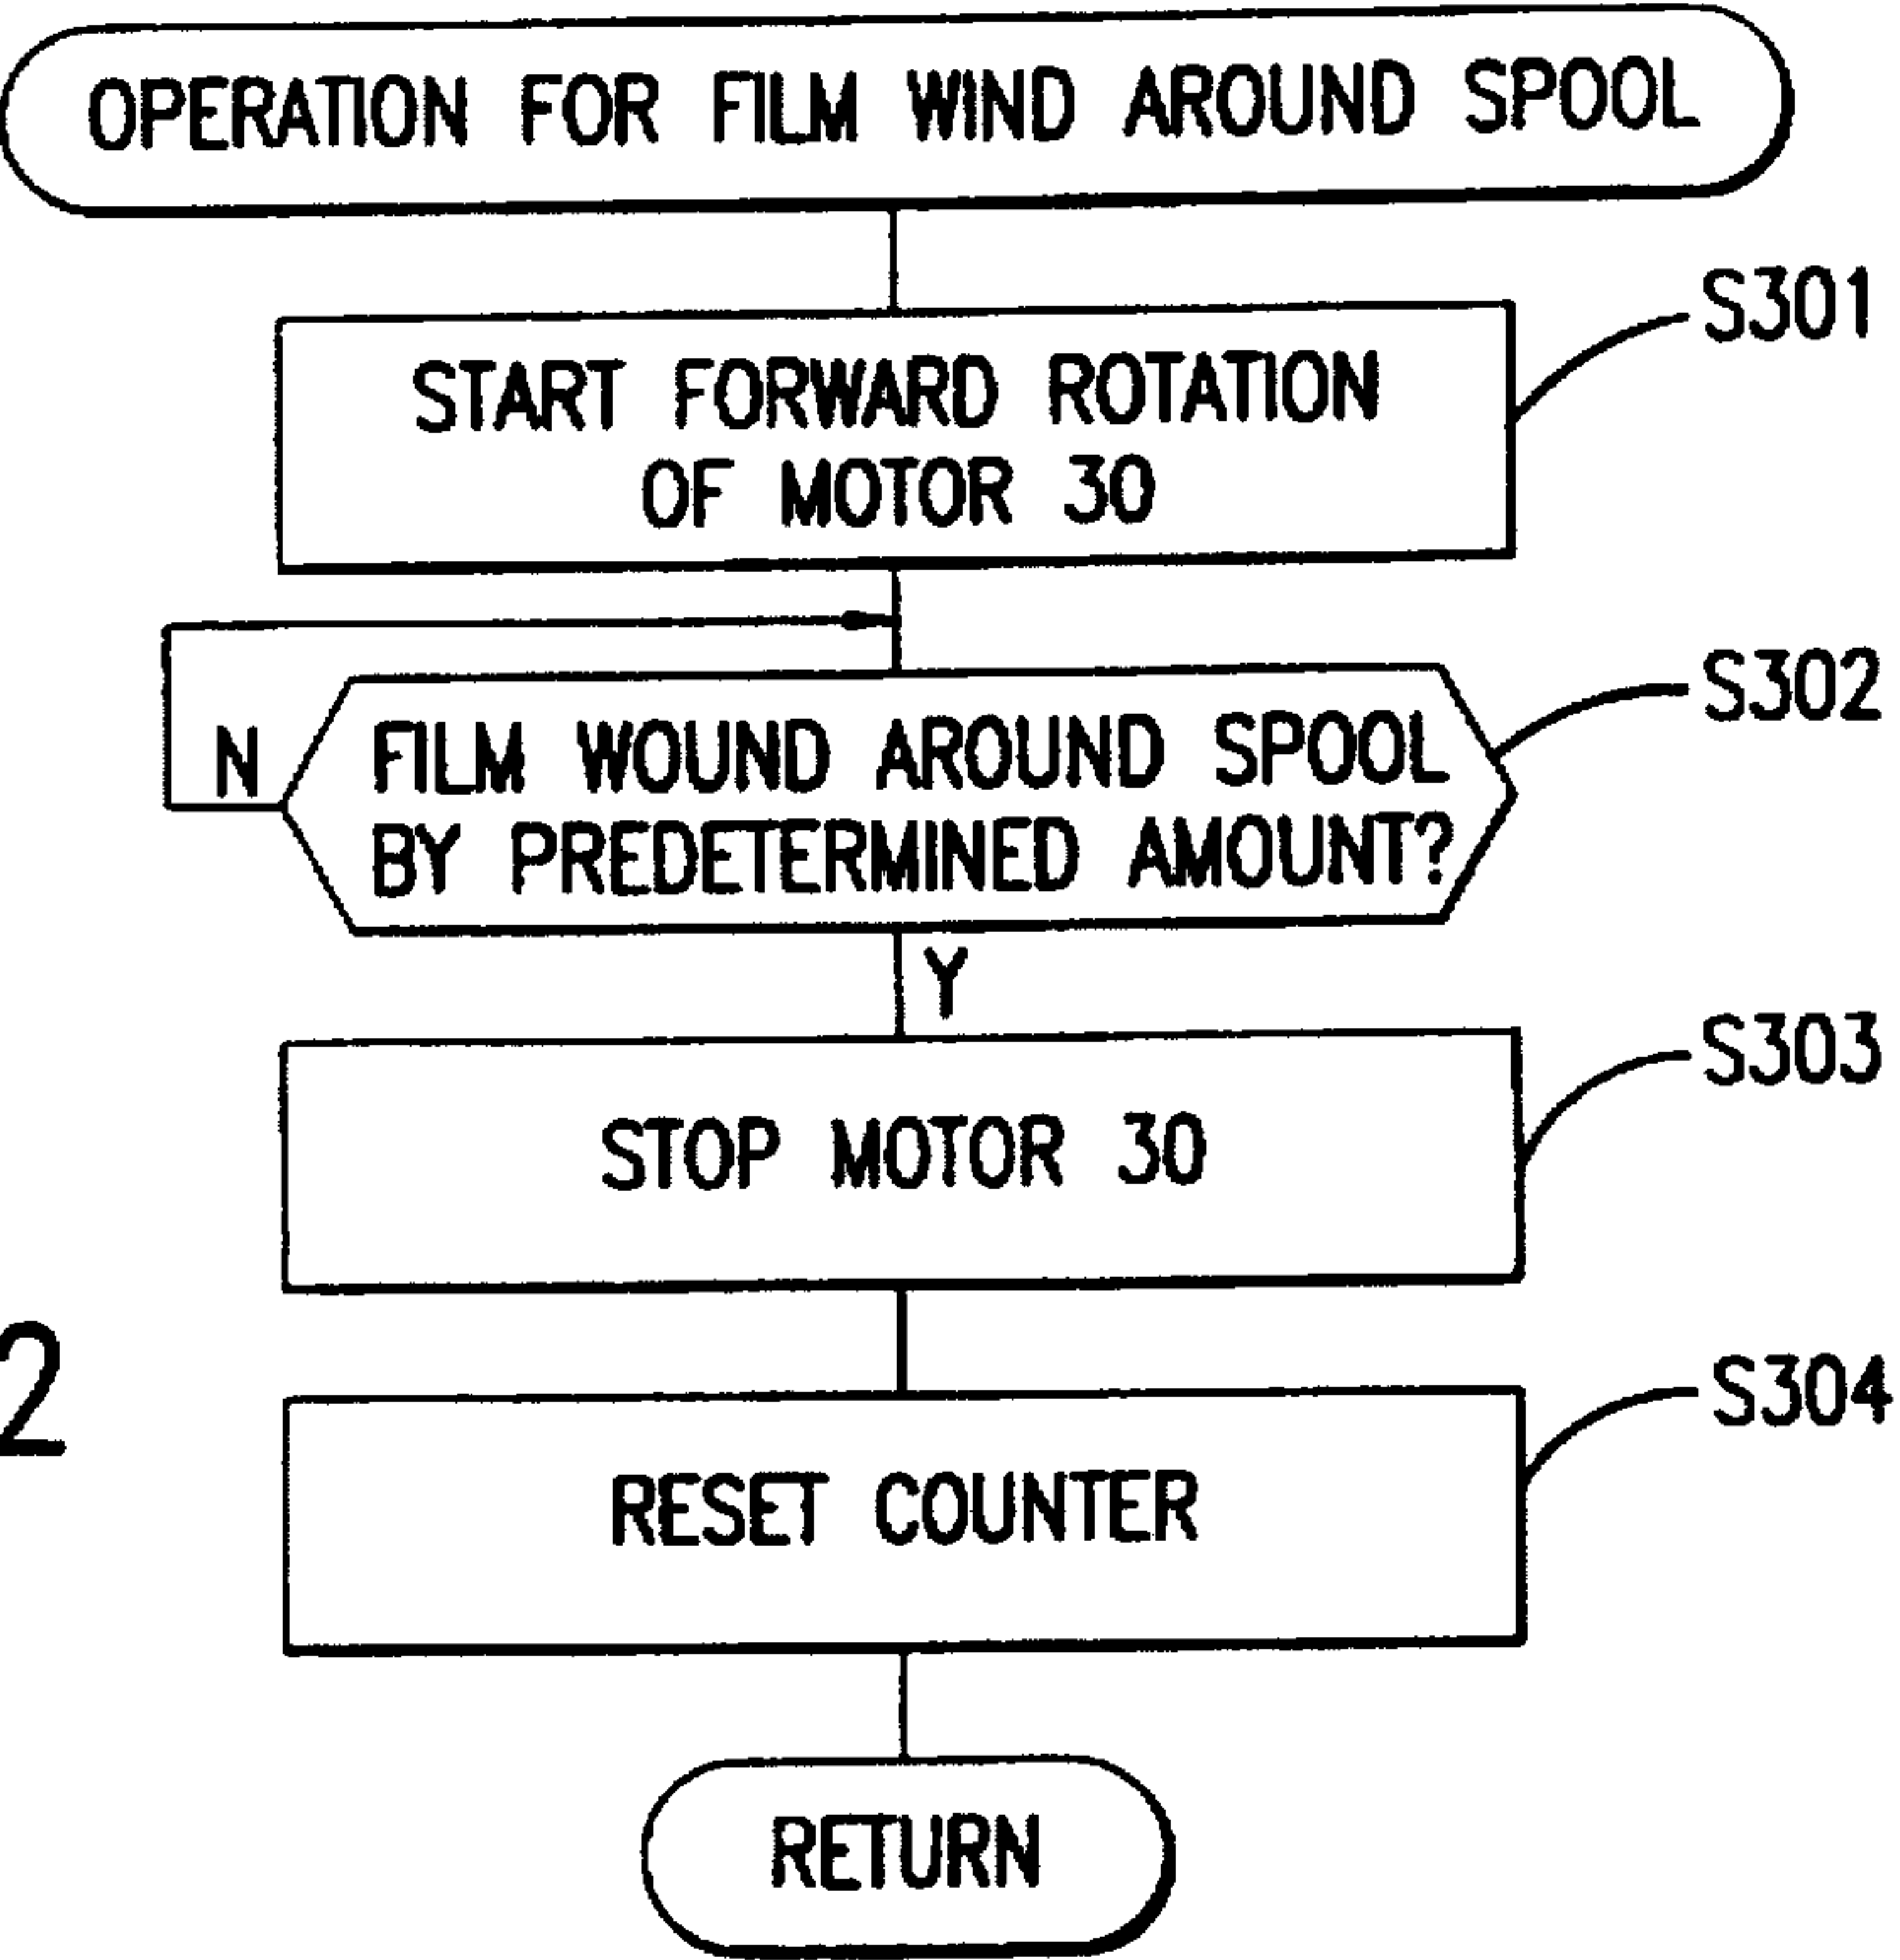 OPERATION FOR FILM WIND AROUND SPOOL
S301
START FORWARD ROTATION
OF MOTOR 30
S302
N
FILM WOUND AROUND SPOOL
BY PREDETERMINED AMOUNT?
Y
S303
STOP MOTOR 30
2
S304
RESET COUNTER
RETURN